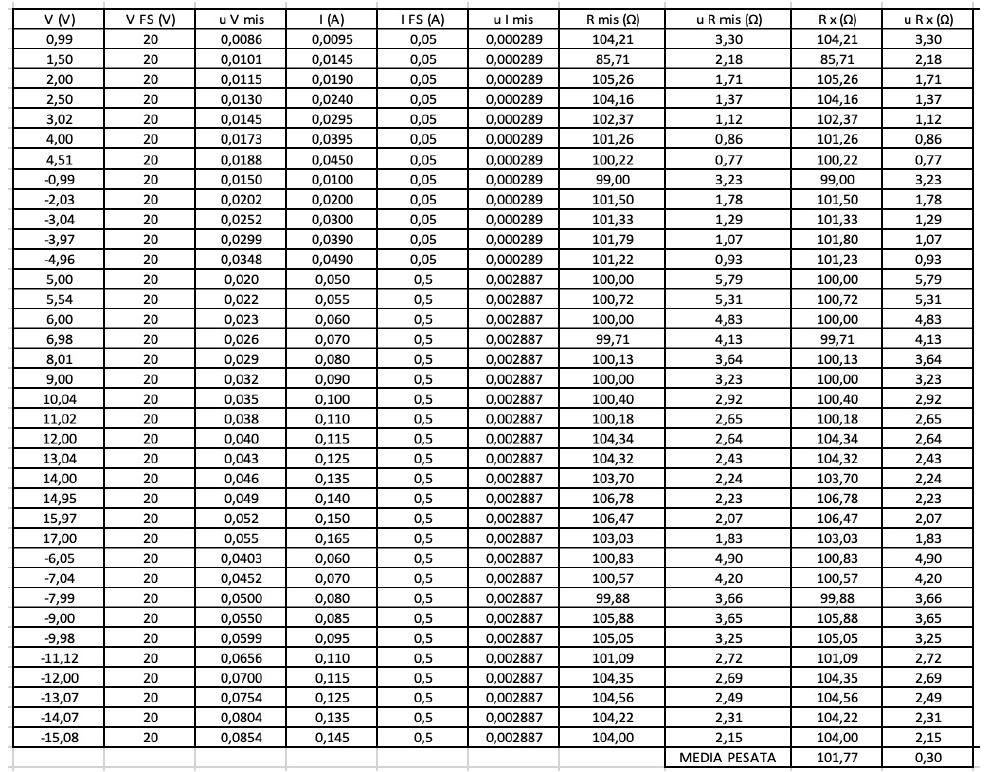 V (V) V FS (V) u V mis I (A) I FS (A) u I mis R mis (Ω) u R mis (Ω) R x (Ω) u R x (Ω)
0,99 20 0,0086 0,0095 0,05 0,000289 104,21 3,30 104,21 3,30
1,50 20 0,0101 0,0145 0,05 0,000289 85,71 2,18 85,71 2,18
2,00 20 0,0115 0,0190 0,05 0,000289 105,26 1,71 105,26 1,71
2,50 20 0,0130 0,0240 0,05 0,000289 104,16 1,37 104,16 1,37
3,02 20 0,0145 0,0295 0,05 0,000289 102,37 1,12 102,37 1,12
4,00 20 0,0173 0,0395 0,05 0,000289 101,26 0,86 101,26 0,86
4,51 20 0,0188 0,0450 0,05 0,000289 100,22 0,77 100,22 0,77
-0,99 20 0,0150 0,0100 0,05 0,000289 99,00 3,23 99,00 3,23
-2,03 20 0,0202 0,0200 0,05 0,000289 101,50 1,78 101,50 1,78
-3,04 20 0,0252 0,0300 0,05 0,000289 101,33 1,29 101,33 1,29
-3,97 20 0,0299 0,0390 0,05 0,000289 101,79 1,07 101,80 1,07
-4,96 20 0,0348 0,0490 0,05 0,000289 101,22 0,93 101,23 0,93
5,00 20 0,020 0,050 0,5 0,002887 100,00 5,79 100,00 5,79
5,54 20 0,022 0,055 0,5 0,002887 100,72 5,31 100,72 5,31
6,00 20 0,023 0,060 0,5 0,002887 100,00 4,83 100,00 4,83
6,98 20 0,026 0,070 0,5 0,002887 99,71 4,13 99,71 4,13
8,01 20 0,029 0,080 0,5 0,002887 100,13 3,64 100,13 3,64
9,00 20 0,032 0,090 0,5 0,002887 100,00 3,23 100,00 3,23
10,04 20 0,035 0,100 0,5 0,002887 100,40 2,92 100,40 2,92
11,02 20 0,038 0,110 0,5 0,002887 100,18 2,65 100,18 2,65
12,00 20 0,040 0,115 0,5 0,002887 104,34 2,64 104,34 2,64
13,04 20 0,043 0,125 0,5 0,002887 104,32 2,43 104,32 2,43
14,00 20 0,046 0,135 0,5 0,002887 103,70 2,24 103,70 2,24
14,95 20 0,049 0,140 0,5 0,002887 106,78 2,23 106,78 2,23
15,97 20 0,052 0,150 0,5 0,002887 106,47 2,07 106,47 2,07
17,00 20 0,055 0,165 0,5 0,002887 103,03 1,83 103,03 1,83
-6,05 20 0,0403 0,060 0,5 0,002887 100,83 4,90 100,83 4,90
-7,04 20 0,0452 0,070 0,5 0,002887 100,57 4,20 100,57 4,20
-7,99 20 0,0500 0,080 0,5 0,002887 99,88 3,66 99,88 3,66
-9,00 20 0,0550 0,085 0,5 0,002887 105,88 3,65 105,88 3,65
-9,98 20 0,0599 0,095 0,5 0,002887 105,05 3,25 105,05 3,25
-11,12 20 0,0656 0,110 0,5 0,002887 101,09 2,72 101,09 2,72
-12,00 20 0,0700 0,115 0,5 0,002887 104,35 2,69 104,35 2,69
-13,07 20 0,0754 0,125 0,5 0,002887 104,56 2,49 104,56 2,49
-14,07 20 0,0804 0,135 0,5 0,002887 104,22 2,31 104,22 2,31
-15,08 20 0,0854 0,145 0,5 0,002887 104,00 2,15 104,00 2,15
MEDIA PESATA 101,77 0,30